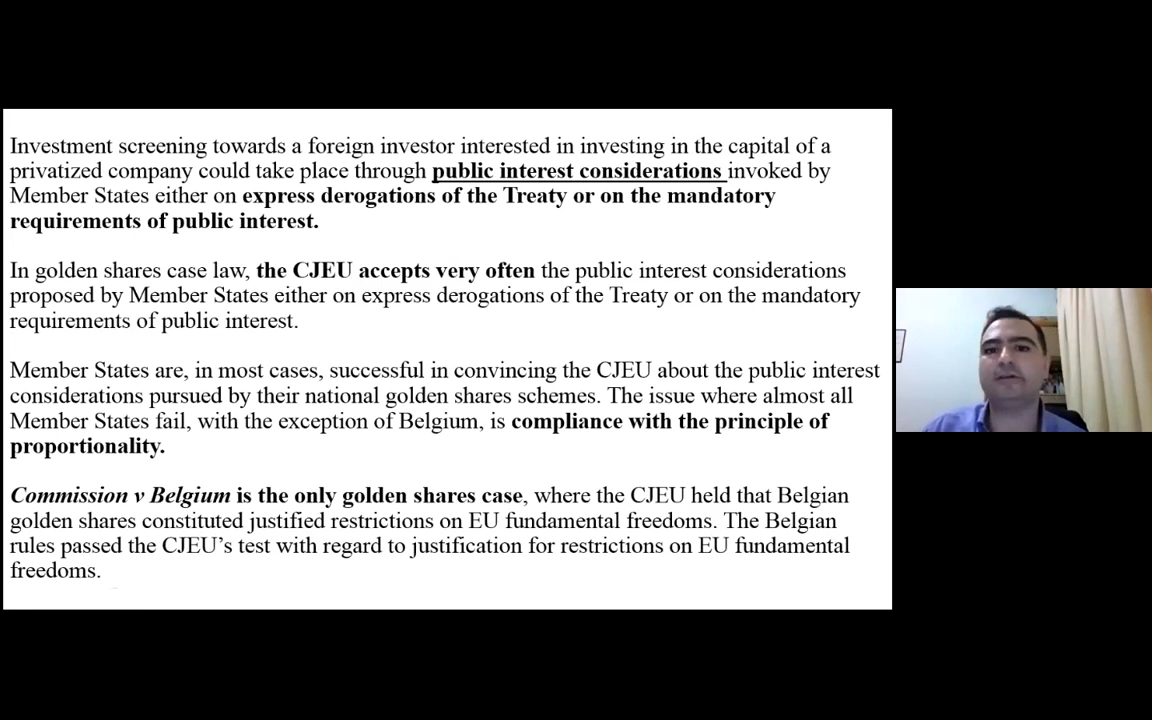 Investment screening towards a foreign investor interested in investing in the capital of a
privatized company could take place through public interest considerations invoked by
Member States either on express derogations of the Treaty or on the mandatory
requirements of public interest.
In golden shares case law, the CJEU accepts very often the public interest considerations
proposed by Member States either on express derogations of the Treaty or on the mandatory
requirements of public interest.
Member States are, in most cases, successful in convincing the CJEU about the public interest
considerations pursued by their national golden shares schemes. The issue where almost all
Member States fail, with the exception of Belgium, is compliance with the principle of
proportionality.
Commission v Belgium is the only golden shares case, where the CJEU held that Belgian
golden shares constituted justified restrictions on EU fundamental freedoms. The Belgian
rules passed the CJEU’s test with regard to justification for restrictions on EU fundamental
freedoms.